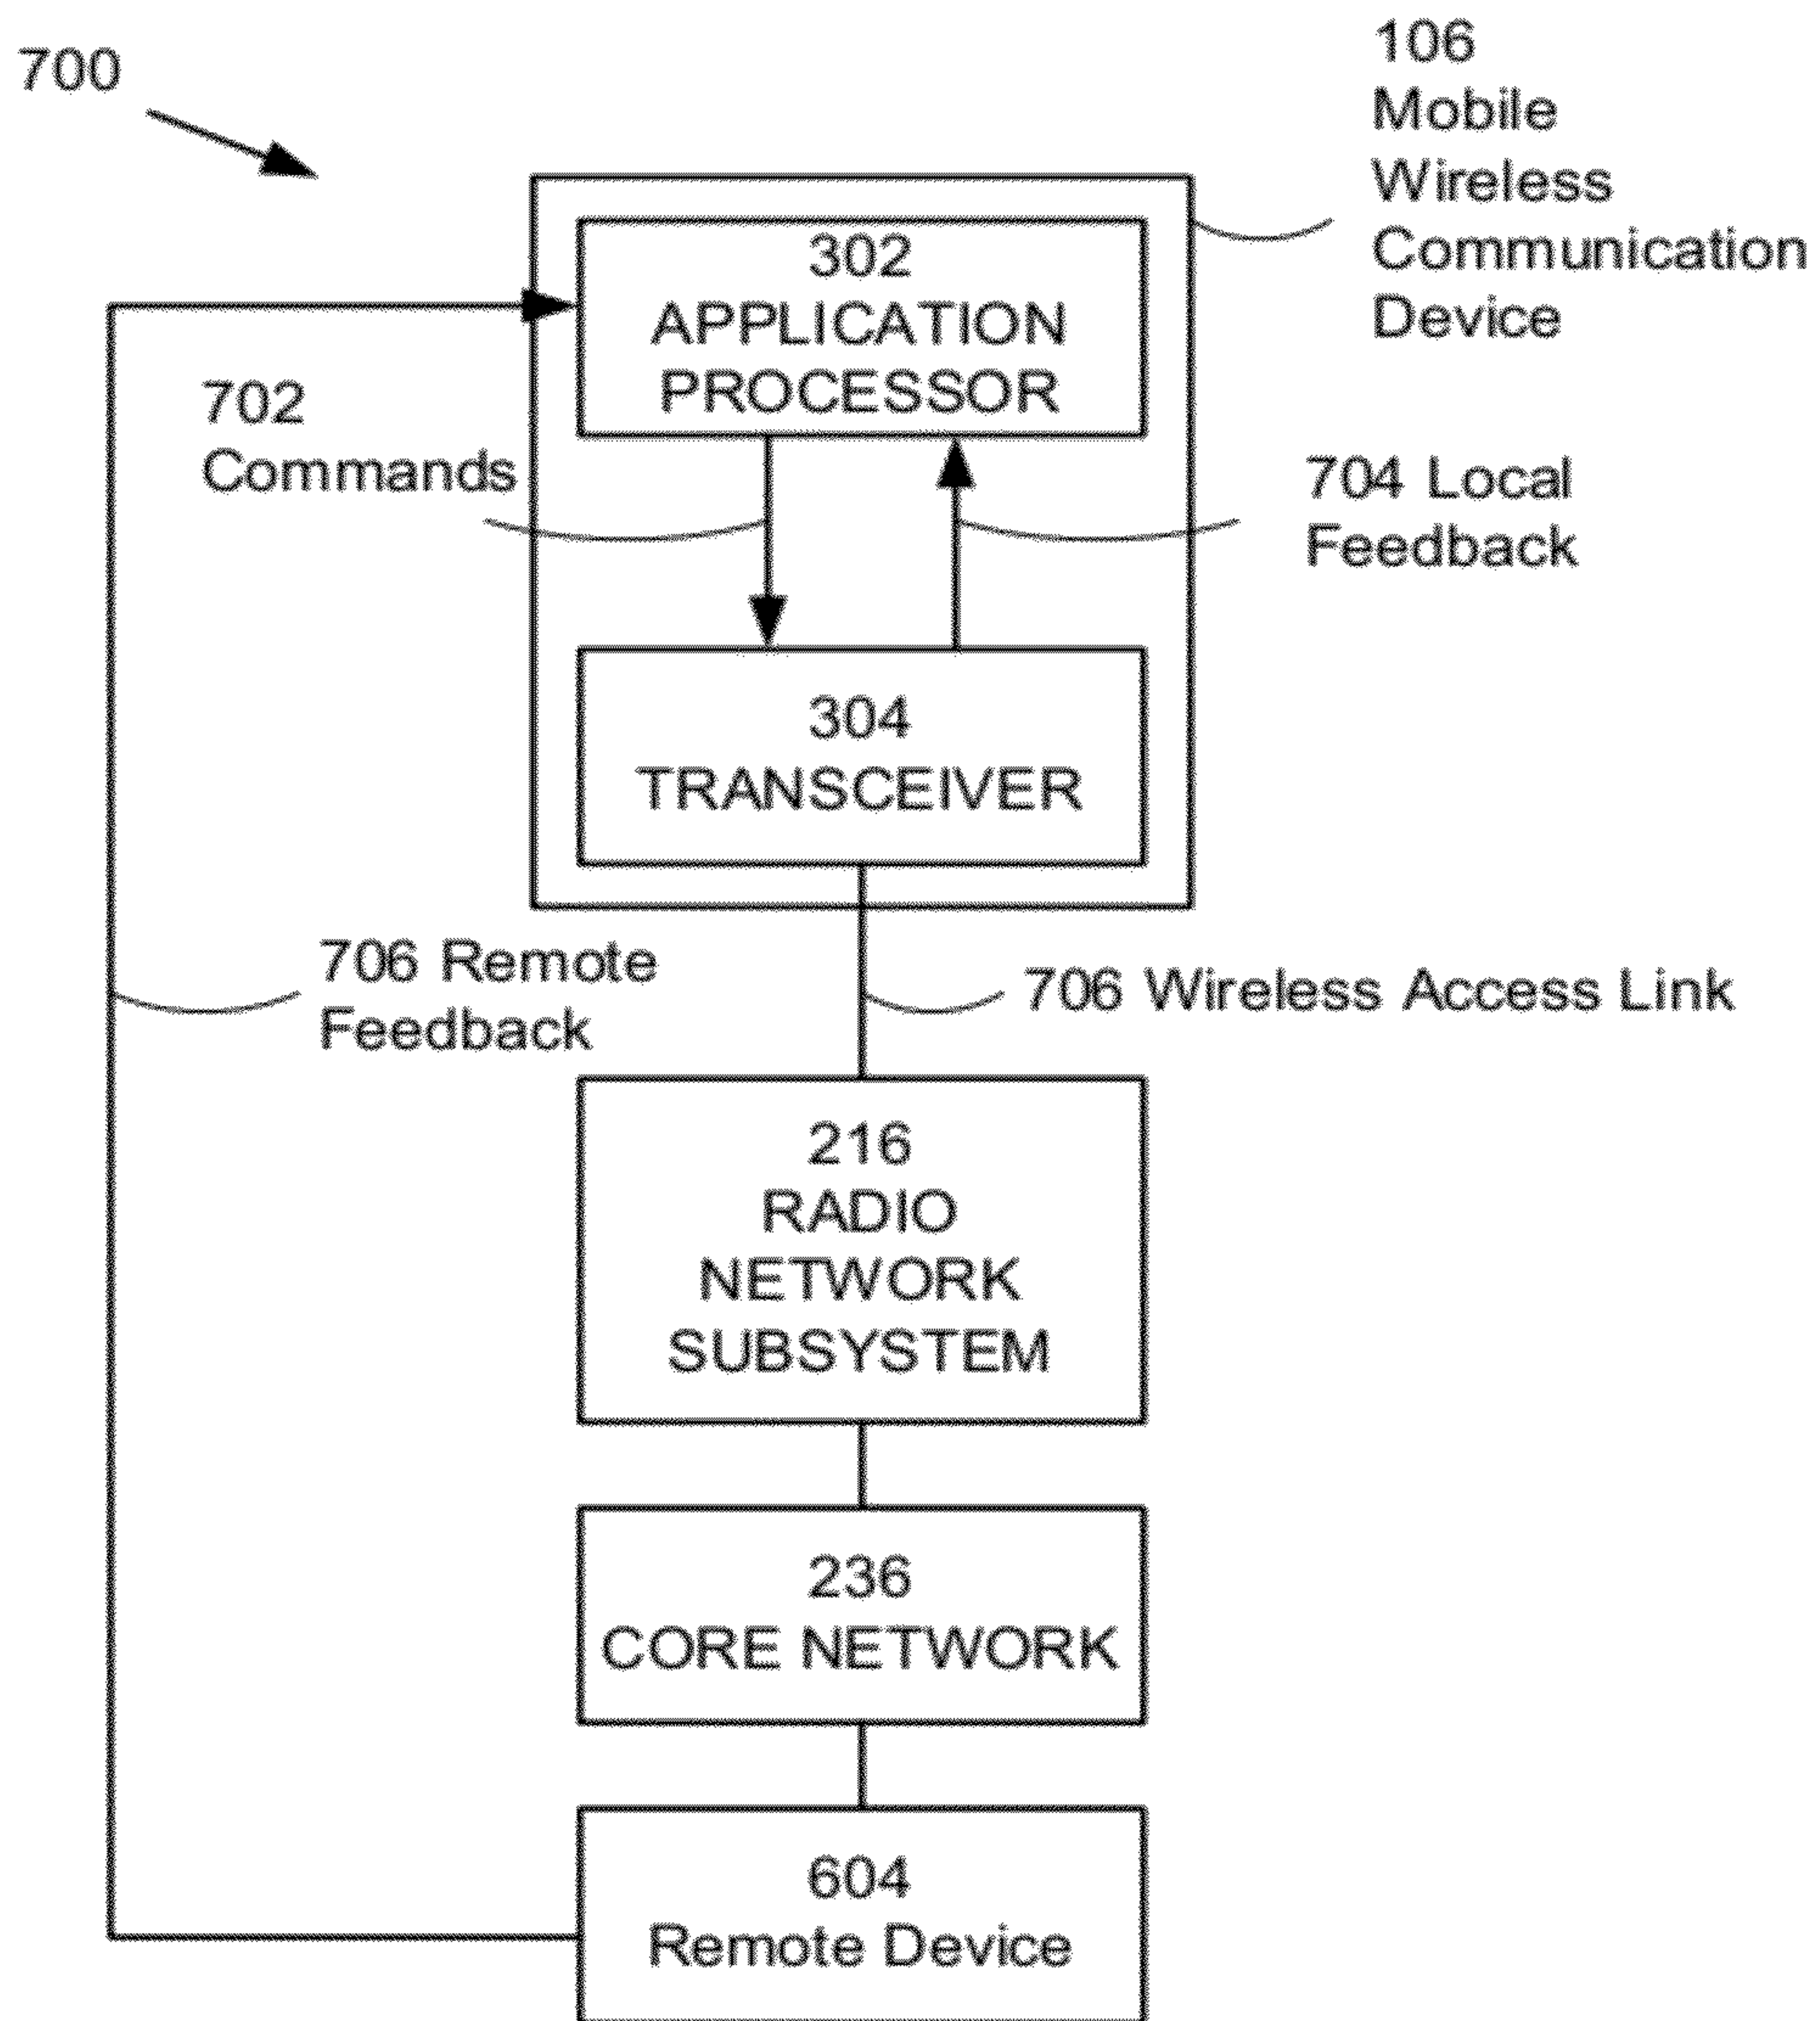 700
106
Mobile
Wireless
Communication
Device
302
APPLICATION
PROCESSOR
702
Commands
704 Local
Feedback
304
TRANSCEIVER
706 Remote
Feedback
706 Wireless Access Link
216
RADIO
NETWORK
SUBSYSTEM
236
CORE NETWORK
604
Remote Device